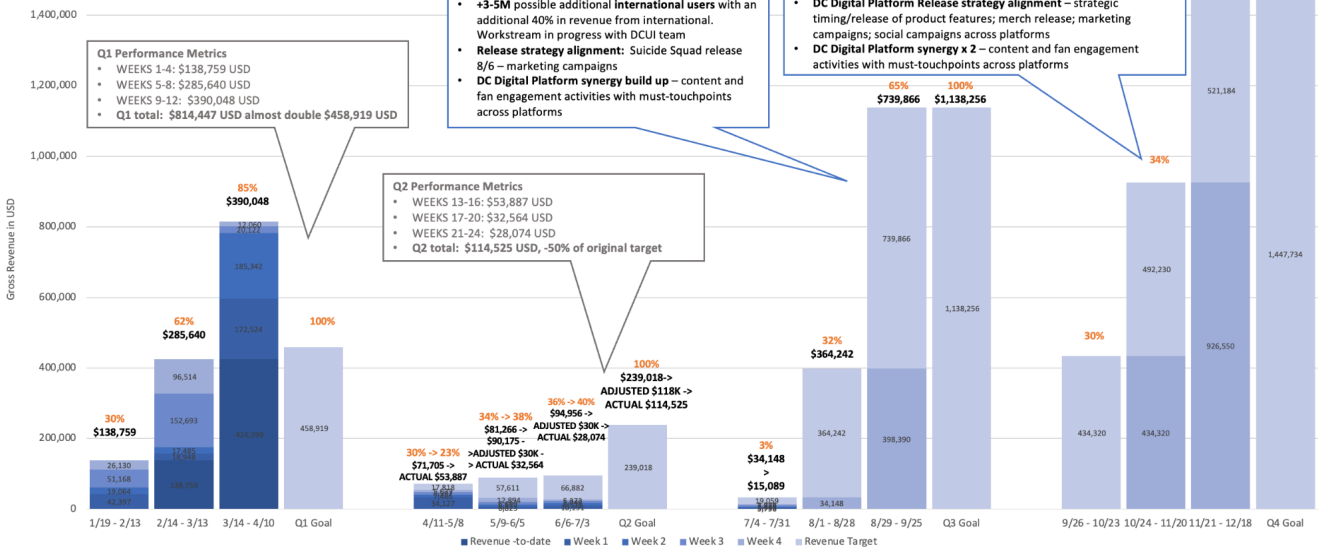 1,400,000
1,200,000
1,000,000
800,000
600,000
400,000
200,000
0
Gross Revenue in USD
Q1 Performance Metrics
• WEEKS 1-4: $138,759 USD
• WEEKS 5-8: $285,640 USD
• WEEKS 9-12: $390,048 USD
• Q1 total: $814,447 USD almost double $458,919 USD
• +3-5M possible additional international users with an
additional 40% in revenue from international.
Workstream in progress with DCUI team
• Release strategy alignment: Suicide Squad release
8/6 – marketing campaigns
• DC Digital Platform synergy build up – content and
fan engagement activities with must-touchpoints
across platforms
• DC Digital Platform Release strategy alignment – strategic
timing/release of product features; merch release; marketing
campaigns; social campaigns across platforms
• DC Digital Platform synergy x 2 – content and fan engagement
activities with must-touchpoints across platforms
Q2 Performance Metrics
• WEEKS 13-16: $53,887 USD
• WEEKS 17-20: $32,564 USD
• WEEKS 21-24: $28,074 USD
• Q2 total: $114,525 USD, -50% of original target
30%
$138,759
26,130
51,168
19,064
42,397
62%
$285,640
96,514
152,693
17,485
18,948
85%
$390,048
12,060
185,342
172,524
100%
458,919
30% -> 23%
$71,705 ->
ACTUAL $53,887
17,818
34% -> 38%
$81,266 ->
$90,175 -
>ADJUSTED $30K -
> ACTUAL $32,564
57,611
12,894
36% -> 40%
$94,956 ->
ADJUSTED $30K ->
ACTUAL $28,074
66,882
100%
$239,018->
ADJUSTED $118K ->
ACTUAL $114,525
239,018
3%
$34,148
>
$15,089
19,059
32%
$364,242
364,242
34,148
65%
$739,866
739,866
398,390
100%
$1,138,256
1,138,256
30%
434,320
34%
492,230
434,320
521,184
926,550
1,447,734
1/19 - 2/13
2/14 - 3/13
3/14 - 4/10
Q1 Goal
4/11-5/8
5/9-6/5
6/6-7/3
Q2 Goal
7/4 - 7/31
8/1 - 8/28
8/29 - 9/25
Q3 Goal
9/26 - 10/23
10/24 - 11/20
11/21 - 12/18
Q4 Goal
Revenue -to-date
Week 1
Week 2
Week 3
Week 4
Revenue Target